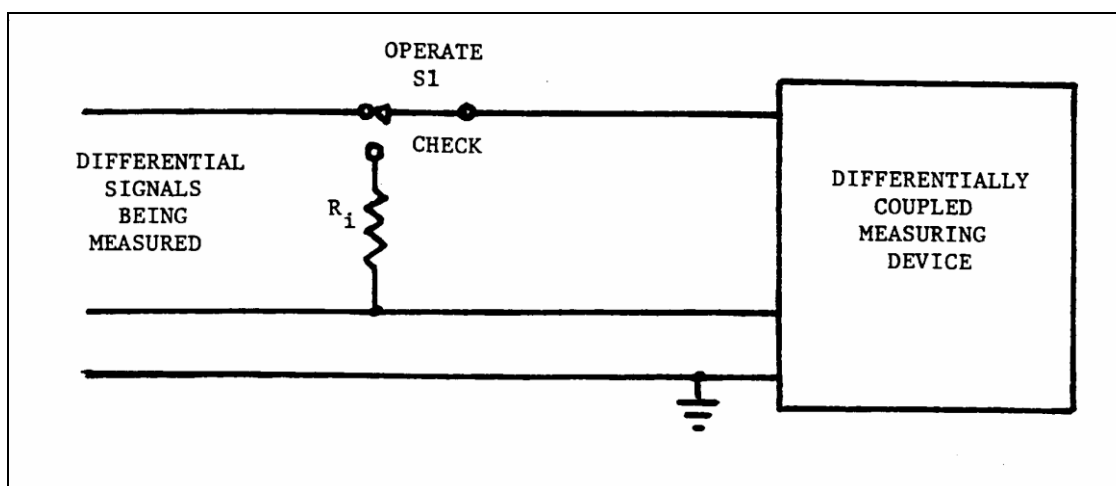 OPERATE
S1
CHECK
DIFFERENTIAL
SIGNALS
BEING
MEASURED
Ri
DIFFERENTIALLY
COUPLED
MEASURING
DEVICE